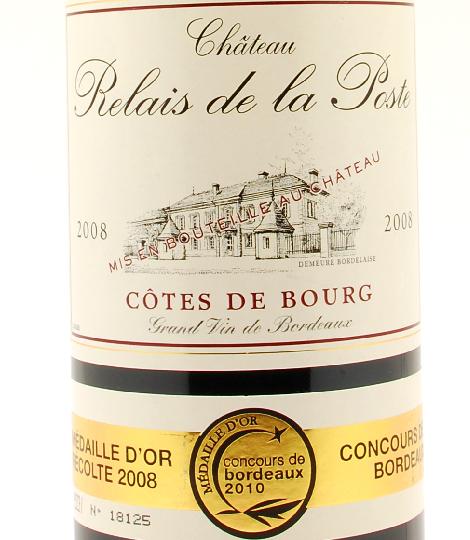 Château
Relais de la Poste
2008
MIS EN BOUTEILLE AU CHÂTEAU
2008
DEMEURE BORDELAISE
CÔTES DE BOURG
Grand Vin de Bordeaux
MÉDAILLE D'OR
RÉCOLTE 2008
MÉDAILLE D'OR
concours de
bordeaux
2010
CONCOURS DE
BORDEAUX
N° 18125